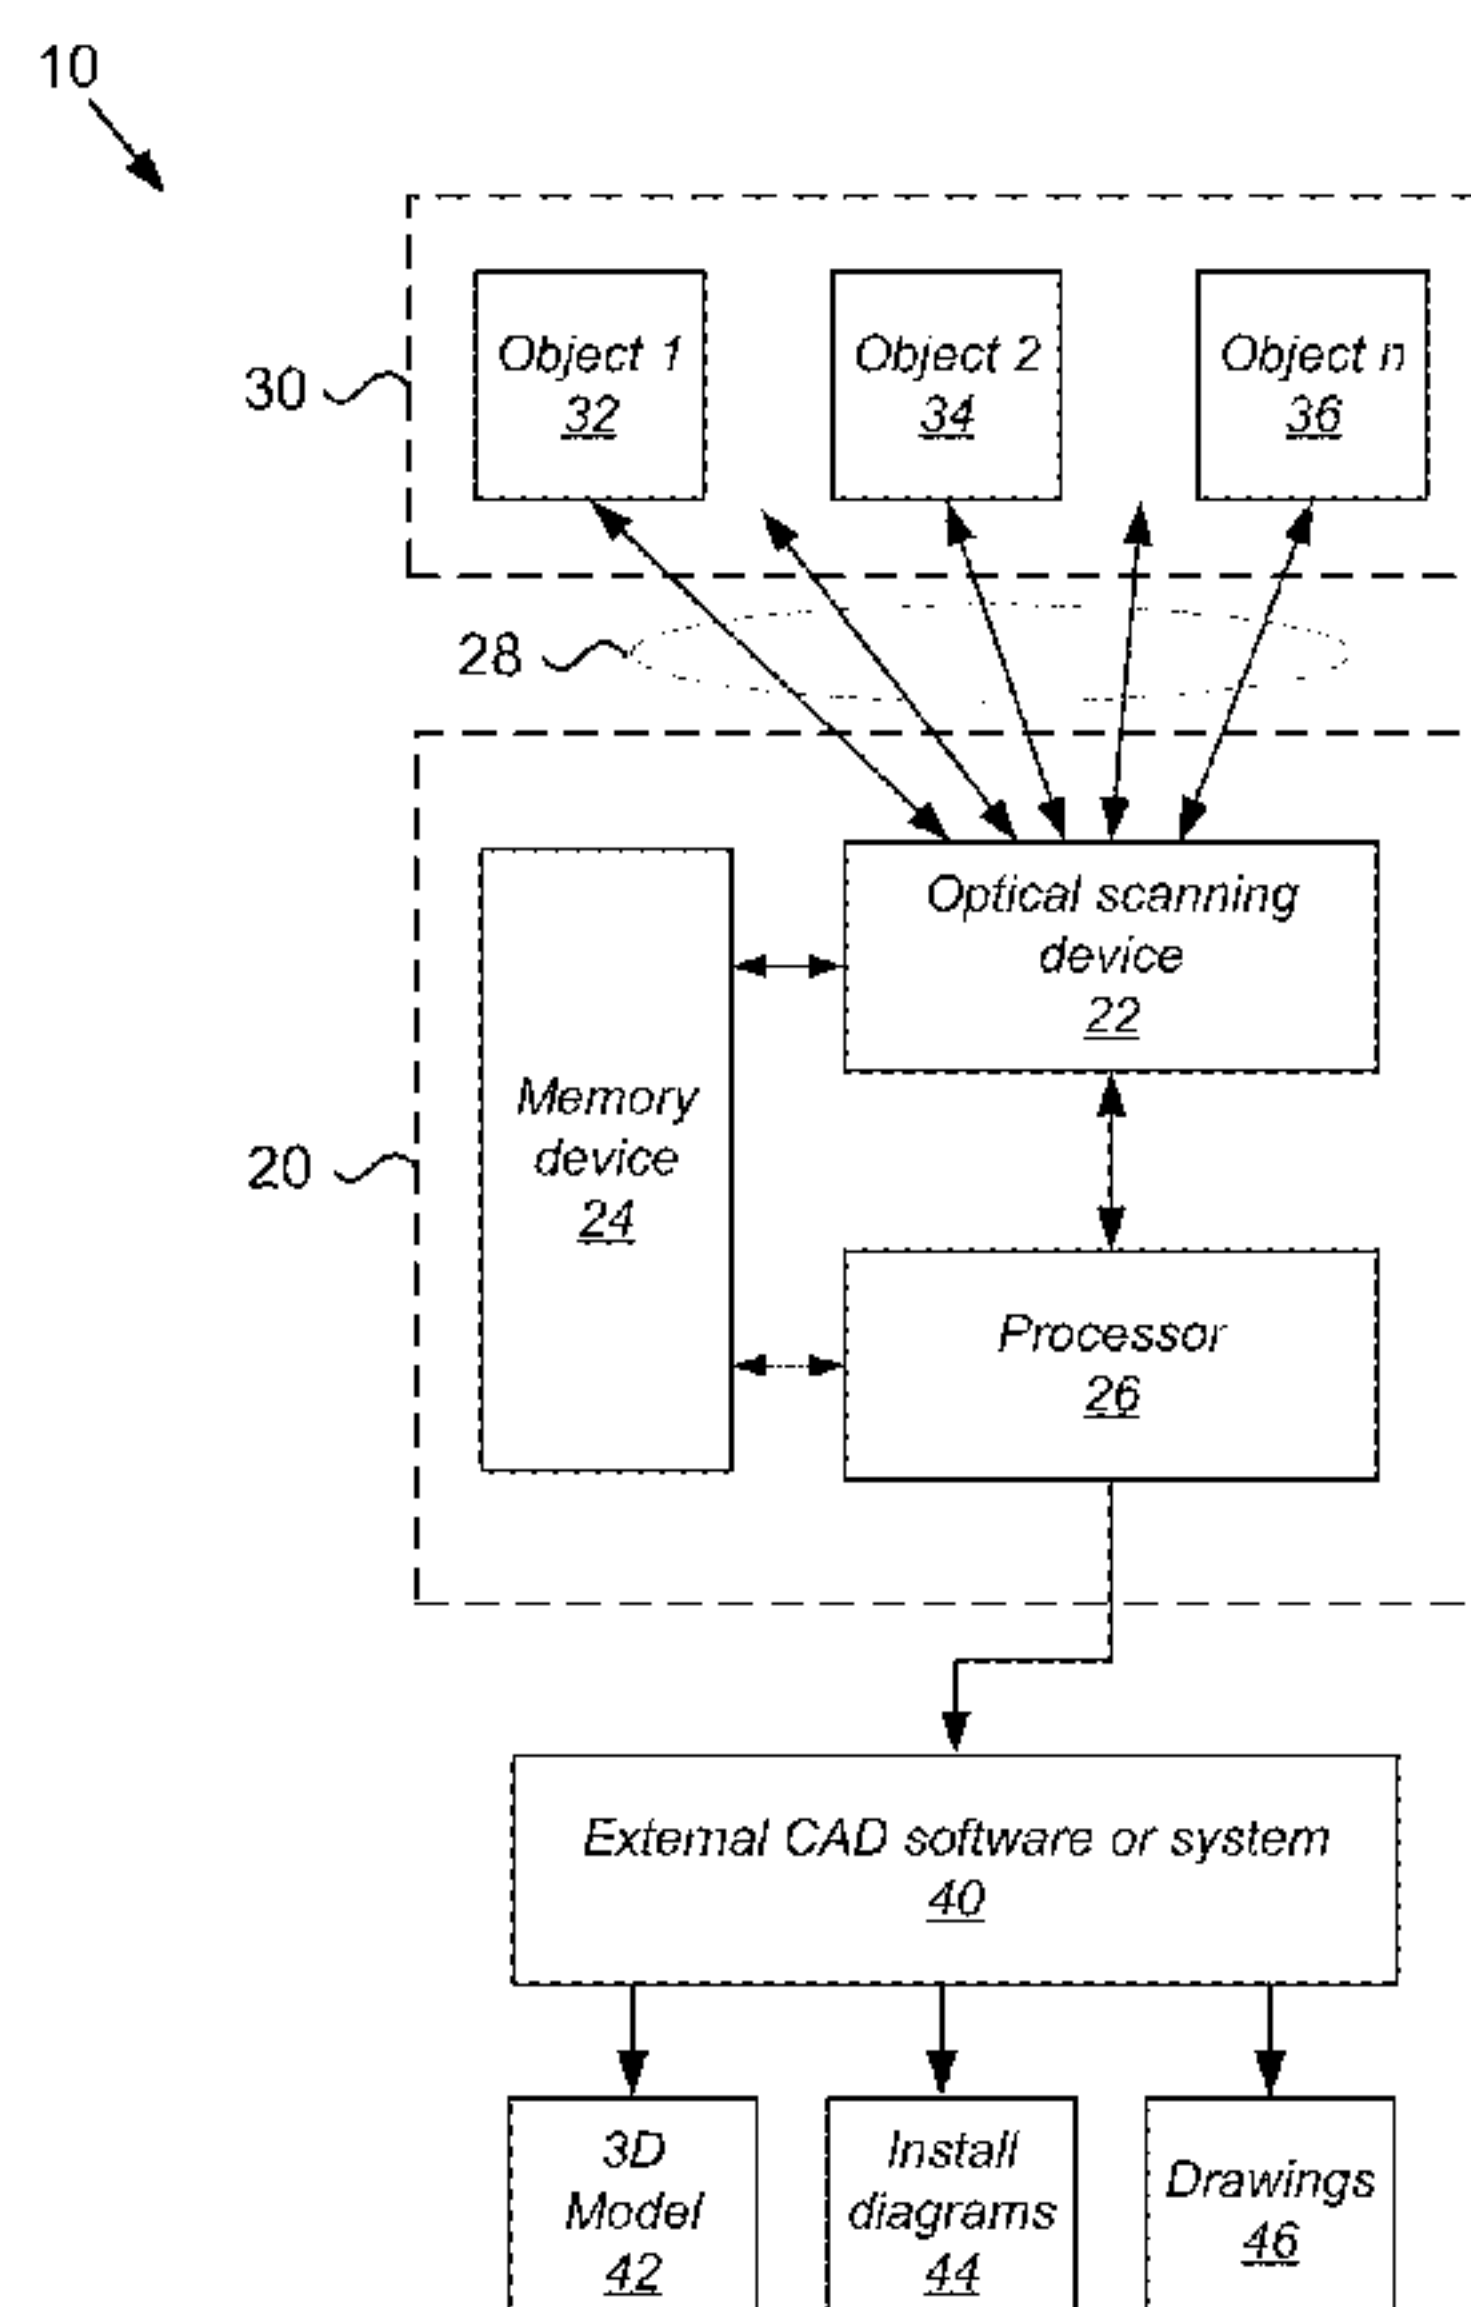 10
Object 1
32
Object 2
34
Object n
36
30
28
Optical scanning
device
22
Memory
device
24
20
Processor
26
External CAD software or system
40
3D
Model
42
Install
diagrams
44
Drawings
46